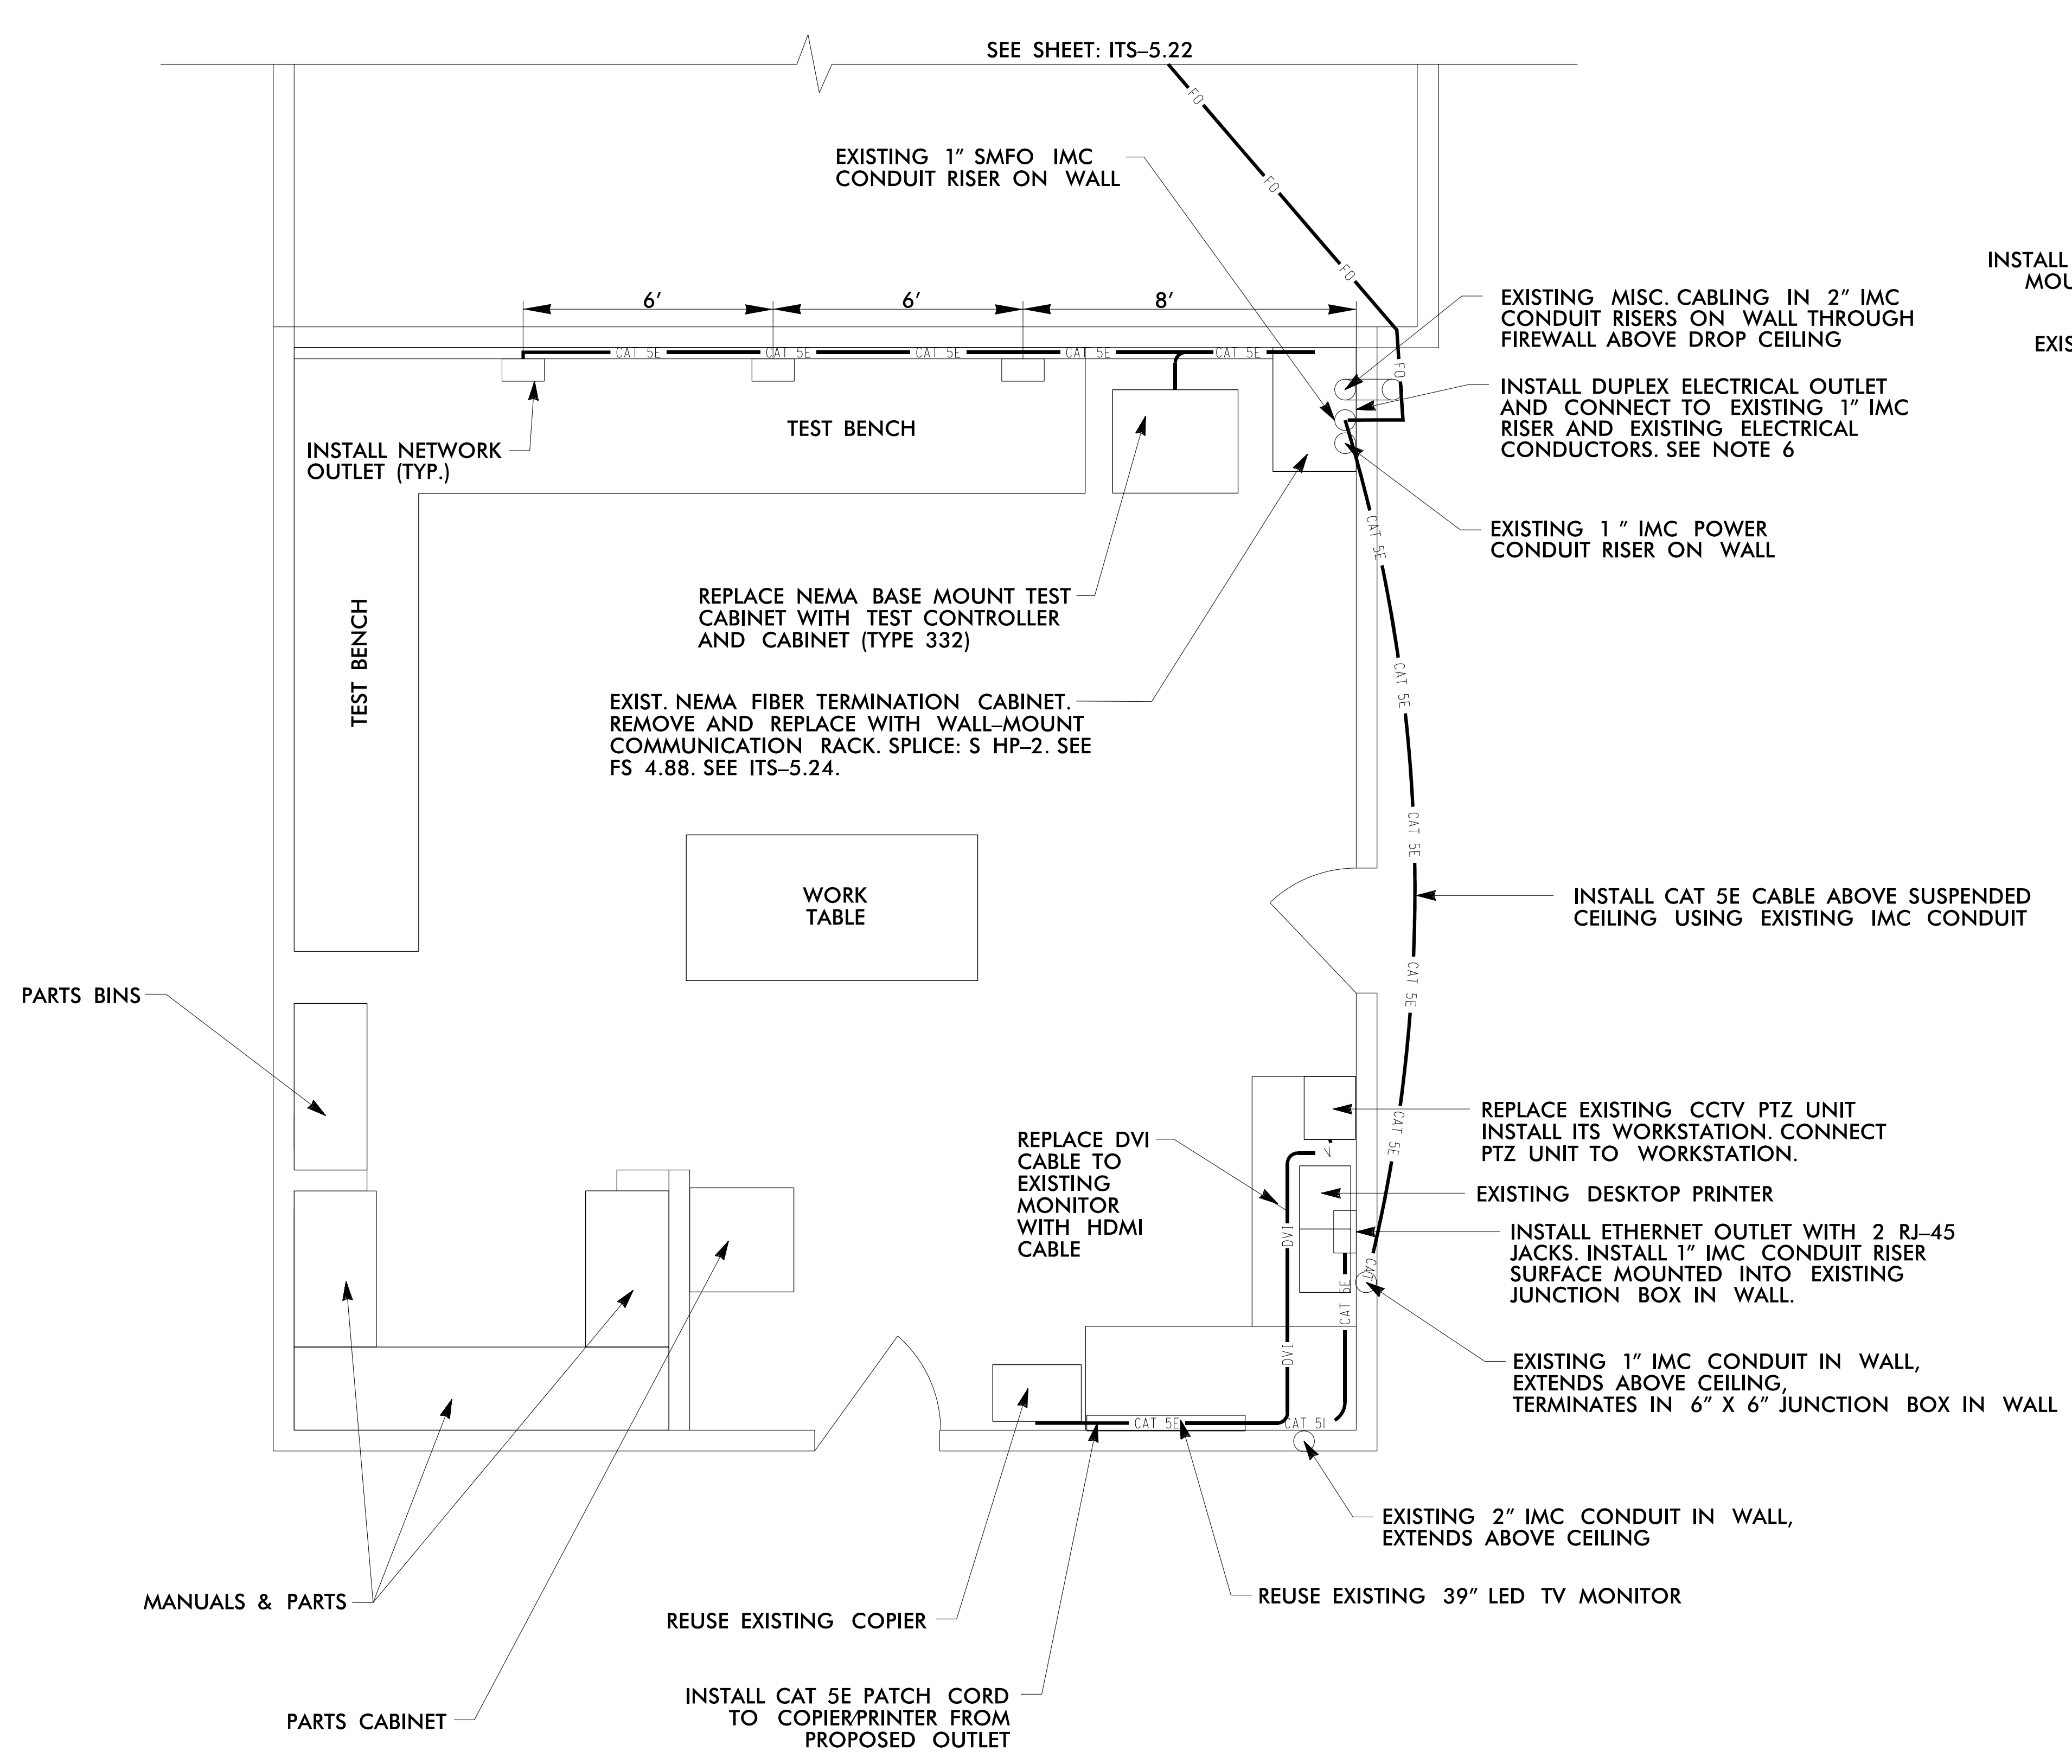 SEE SHEET: ITS–5.22
FO
EXISTING 1" SMFO IMC
CONDUIT RISER ON WALL
FO
FO
INSTALL
MOU
EXIS
6'
6'
8'
EXISTING MISC. CABLING IN 2" IMC
CONDUIT RISERS ON WALL THROUGH
FIREWALL ABOVE DROP CEILING
CAT 5E
CAT 5E
CAT 5E
CAT 5E
CAT 5E
FO
INSTALL DUPLEX ELECTRICAL OUTLET
AND CONNECT TO EXISTING 1" IMC
RISER AND EXISTING ELECTRICAL
CONDUCTORS. SEE NOTE 6
TEST BENCH
INSTALL NETWORK
OUTLET (TYP.)
EXISTING 1 " IMC POWER
CONDUIT RISER ON WALL
CAT 5E
REPLACE NEMA BASE MOUNT TEST
CABINET WITH TEST CONTROLLER
AND CABINET (TYPE 332)
TEST BENCH
CAT 5E
EXIST. NEMA FIBER TERMINATION CABINET.
REMOVE AND REPLACE WITH WALL–MOUNT
COMMUNICATION RACK. SPLICE: S HP–2. SEE
FS 4.88. SEE ITS–5.24.
CAT 5E
WORK
TABLE
INSTALL CAT 5E CABLE ABOVE SUSPENDED
CEILING USING EXISTING IMC CONDUIT
CAT 5E
PARTS BINS
REPLACE EXISTING CCTV PTZ UNIT
INSTALL ITS WORKSTATION. CONNECT
PTZ UNIT TO WORKSTATION.
CAT 5E
REPLACE DVI
CABLE TO
EXISTING
MONITOR
WITH HDMI
CABLE
EXISTING DESKTOP PRINTER
INSTALL ETHERNET OUTLET WITH 2 RJ–45
JACKS. INSTALL 1" IMC CONDUIT RISER
SURFACE MOUNTED INTO EXISTING
JUNCTION BOX IN WALL.
DVI
CAT
CAT 5E
DVI
EXISTING 1" IMC CONDUIT IN WALL,
EXTENDS ABOVE CEILING,
TERMINATES IN 6" X 6" JUNCTION BOX IN WALL
CAT 5E
CAT 5
EXISTING 2" IMC CONDUIT IN WALL,
EXTENDS ABOVE CEILING
MANUALS & PARTS
REUSE EXISTING COPIER
REUSE EXISTING 39" LED TV MONITOR
INSTALL CAT 5E PATCH CORD
TO COPIER/PRINTER FROM
PROPOSED OUTLET
PARTS CABINET